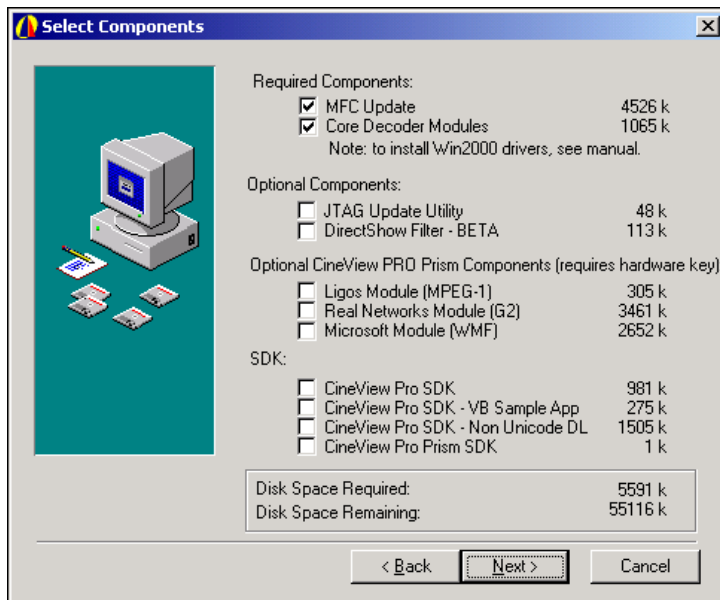 Select Components
Required Components:
MFC Update 4526 k
Core Decoder Modules 1065 k
Note: to install Win2000 drivers, see manual.
Optional Components:
JTAG Update Utility 48 k
DirectShow Filter - BETA 113 k
Optional CineView PRO Prism Components (requires hardware key)
Ligos Module (MPEG-1) 305 k
Real Networks Module (G2) 3461 k
Microsoft Module (WMF) 2652 k
SDK:
CineView Pro SDK 981 k
CineView Pro SDK - VB Sample App 275 k
CineView Pro SDK - Non Unicode DL 1505 k
CineView Pro Prism SDK 1 k
Disk Space Required: 5591 k
Disk Space Remaining: 55116 k
< Back Next > Cancel